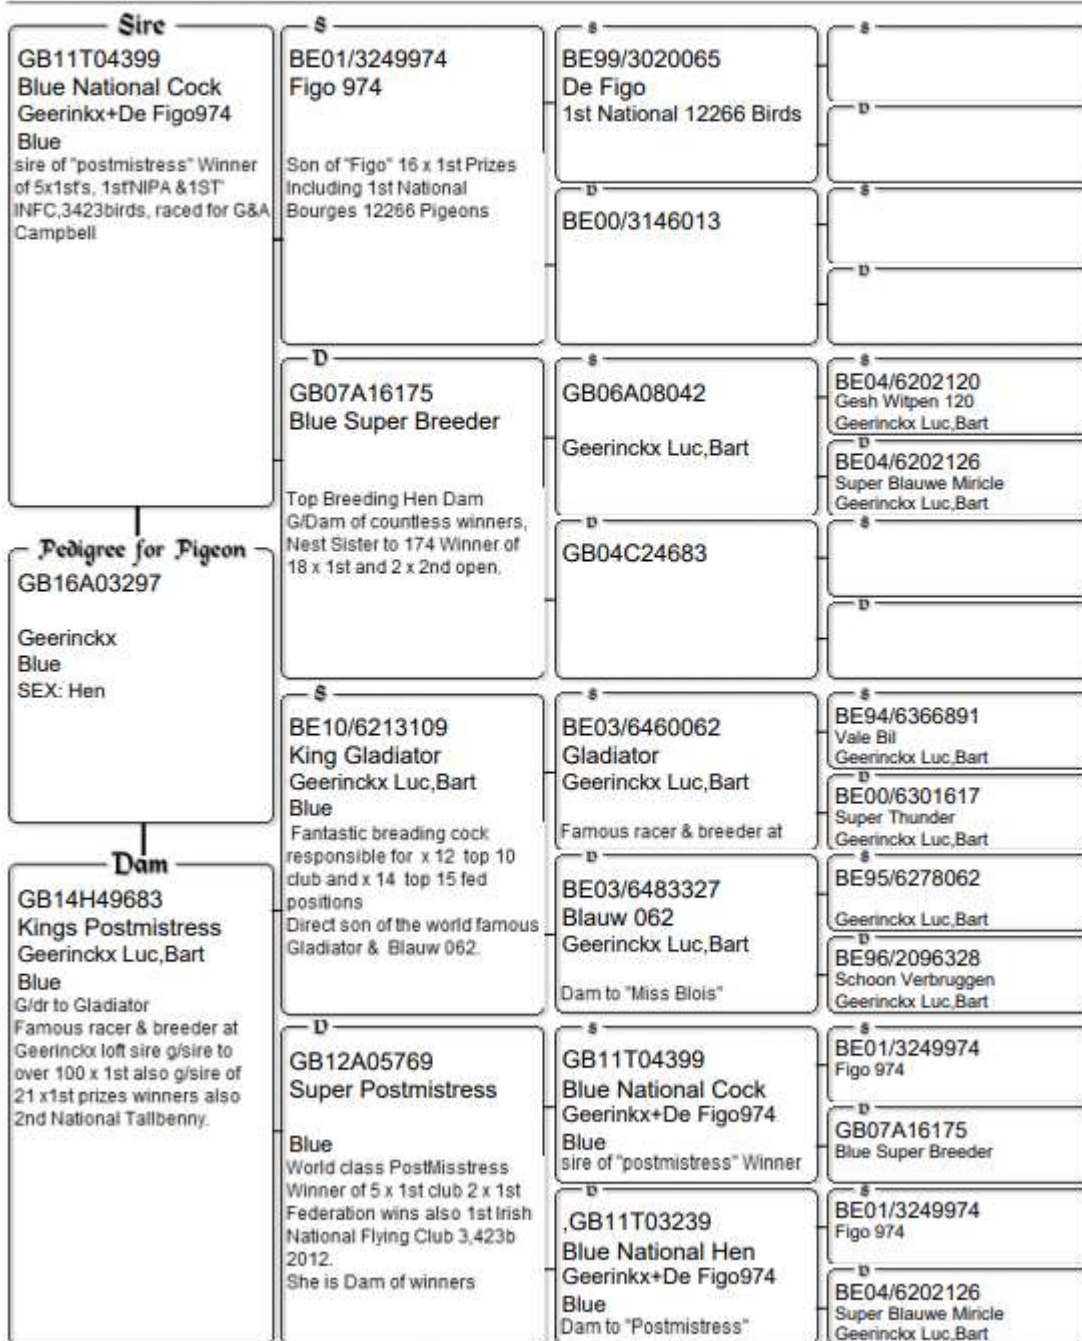 Sire
GB11T04399
Blue National Cock
Geerinkx+De Figo974
Blue
sire of "postmistress" Winner
of 5x1st's, 1st'NIPA &1ST'
INFC,3423birds, raced for G&A
Campbell
Pedigree for Pigeon
GB16A03297
Geerinckx
Blue
SEX: Hen
Dam
GB14H49683
Kings Postmistress
Geerinckx Luc,Bart
Blue
G/dr to Gladiator
Famous racer & breeder at
Geerinckx loft sire g/sire to
over 100 x 1st also g/sire of
21 x1st prizes winners also
2nd National Tallbenny.
S
BE01/3249974
Figo 974
Son of "Figo" 16 x 1st Prizes
Including 1st National
Bourges 12266 Pigeons
D
GB07A16175
Blue Super Breeder
Top Breeding Hen Dam
G/Dam of countless winners,
Nest Sister to 174 Winner of
18 x 1st and 2 x 2nd open.
S
BE10/6213109
King Gladiator
Geerinckx Luc,Bart
Blue
Fantastic breading cock
responsible for x 12 top 10
club and x 14 top 15 fed
positions
Direct son of the world famous
Gladiator & Blauw 062.
D
GB12A05769
Super Postmistress
Blue
World class PostMisstress
Winner of 5 x 1st club 2 x 1st
Federation wins also 1st Irish
National Flying Club 3,423b
2012.
She is Dam of winners
S
BE99/3020065
De Figo
1st National 12266 Birds
D
BE00/3146013
S
GB06A08042
Geerinckx Luc,Bart
D
GB04C24683
S
BE03/6460062
Gladiator
Geerinckx Luc,Bart
Famous racer & breeder at
D
BE03/6483327
Blauw 062
Geerinckx Luc,Bart
Dam to "Miss Blois"
S
GB11T04399
Blue National Cock
Geerinkx+De Figo974
Blue
sire of "postmistress" Winner
D
,GB11T03239
Blue National Hen
Geerinkx+De Figo974
Blue
Dam to "Postmistress"
S
D
S
D
S
BE04/6202120
Gesh Witpen 120
Geerinckx Luc,Bart
D
BE04/6202126
Super Blauwe Miricle
Geerinckx Luc,Bart
S
D
S
BE94/6366891
Vale Bil
Geerinckx Luc,Bart
D
BE00/6301617
Super Thunder
Geerinckx Luc,Bart
S
BE95/6278062
Geerinckx Luc,Bart
D
BE96/2096328
Schoon Verbruggen
Geerinckx Luc,Bart
S
BE01/3249974
Figo 974
D
GB07A16175
Blue Super Breeder
S
BE01/3249974
Figo 974
D
BE04/6202126
Super Blauwe Miricle
Geerinckx Luc,Bart